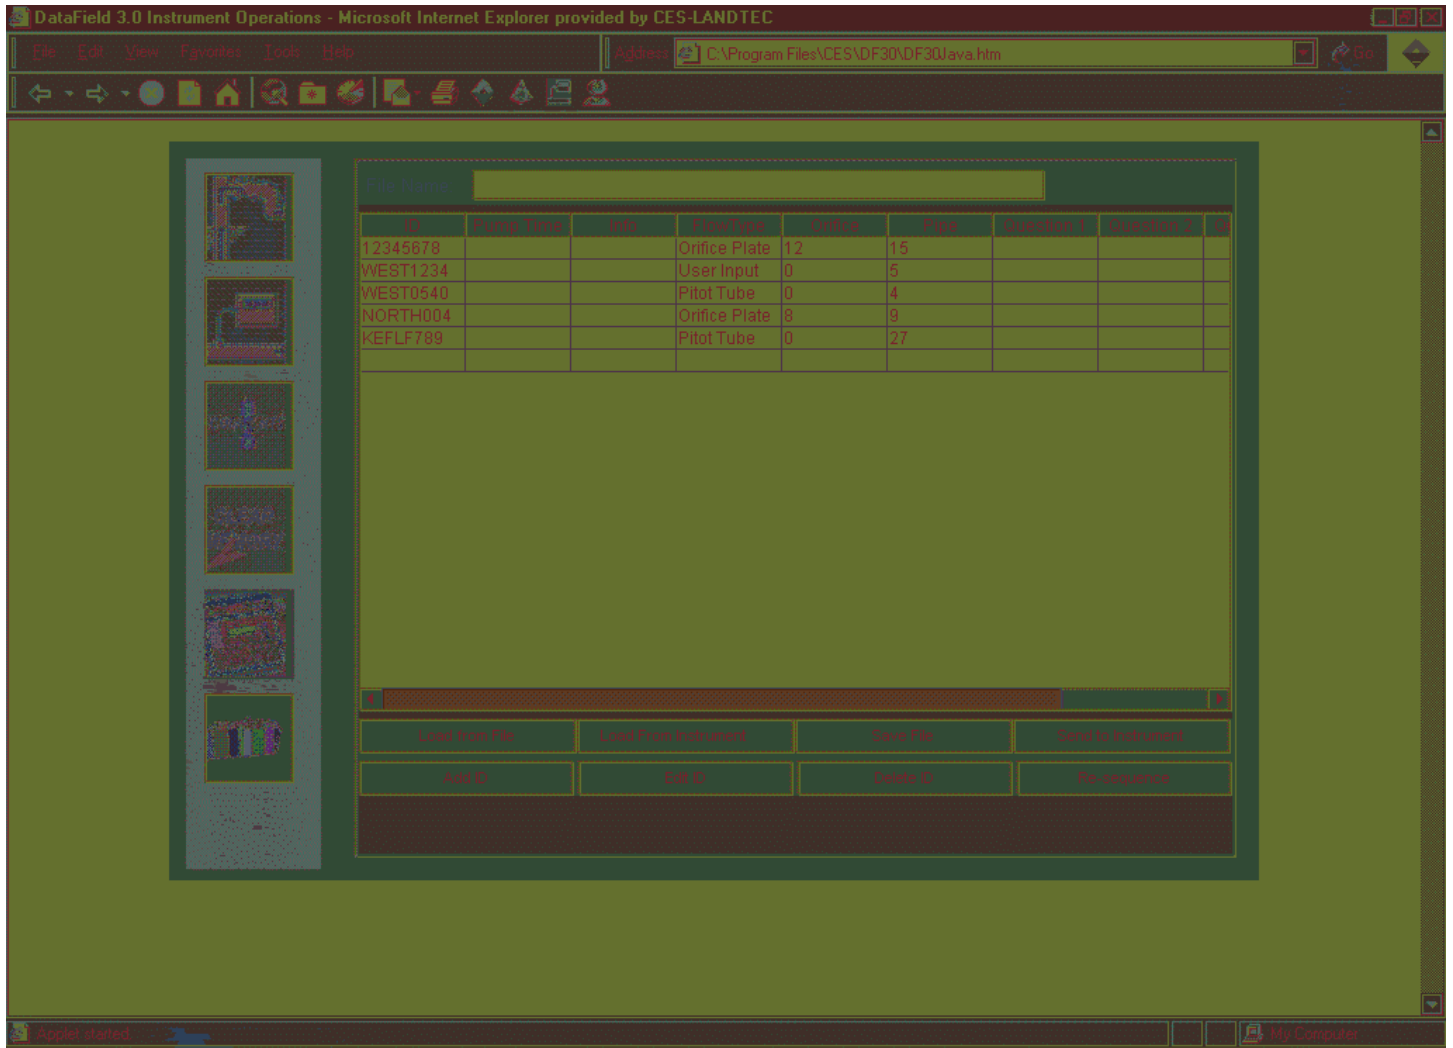 DataField 3.0 Instrument Operations - Microsoft Internet Explorer provided by CES-LANDTEC
File Edit View Favorites Tools Help Address C:\Program Files\CES\DF30\DF30Java.htm Go
File Name
ID Pump Time Info FlowType Orifice Pipe Question 1 Question 2
12345678 Orifice Plate 12 15
WEST1234 User Input 0 5
WEST0540 Pitot Tube 0 4
NORTH004 Orifice Plate 8 9
KEFLF789 Pitot Tube 0 27
Load from File Load From Instrument Save File Send to Instrument
Add ID Edit ID Delete ID Re-sequence
Applet started. My Computer